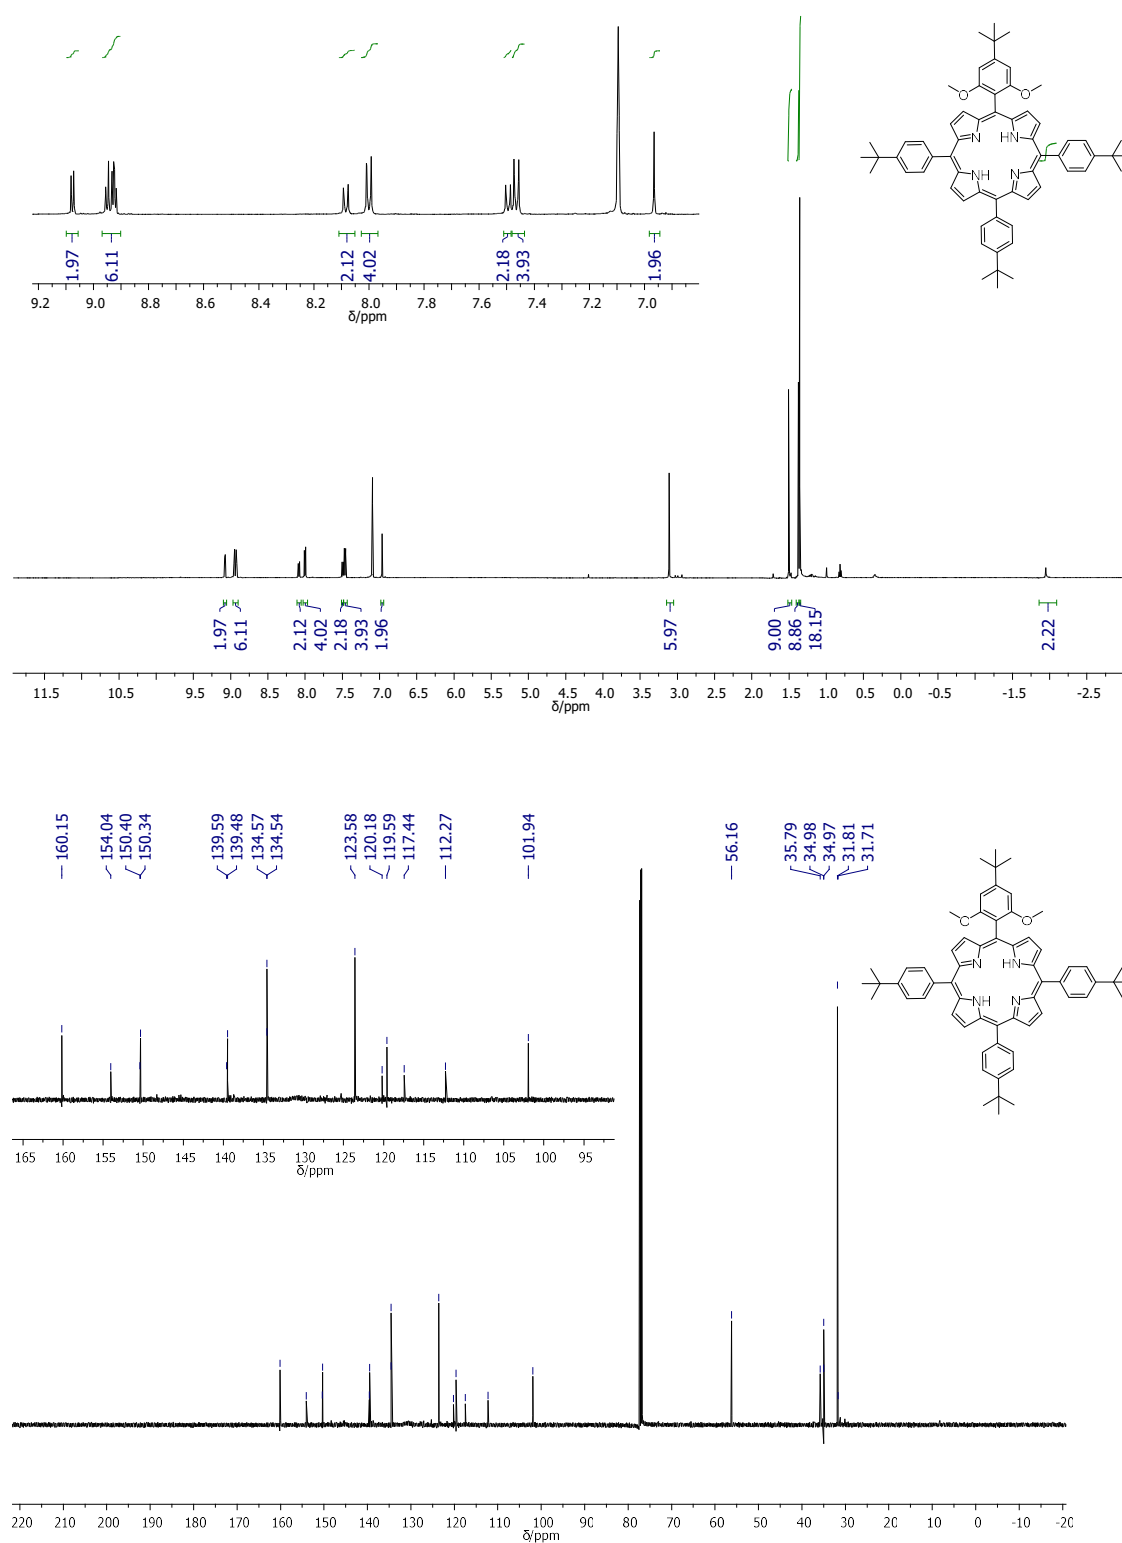 O O
N HN
NH N
1.97 6.11 2.12 4.02 2.18 3.93 1.96
9.2 9.0 8.8 8.6 8.4 8.2 8.0 7.8 7.6 7.4 7.2 7.0
δ/ppm
1.97 6.11 2.12 4.02 2.18 3.93 1.96 5.97 9.00 8.86 18.15 2.22
11.5 10.5 9.5 9.0 8.5 8.0 7.5 7.0 6.5 6.0 5.5 5.0 4.5 4.0 3.5 3.0 2.5 2.0 1.5 1.0 0.5 0.0 -0.5 -1.5 -2.5
δ/ppm
160.15 154.04 150.40 150.34 139.59 139.48 134.57 134.54 123.58 120.18 119.59 117.44 112.27 101.94 56.16 35.79 34.98 34.97 31.81 31.71
C O
N HN
NH N
165 160 155 150 145 140 135 130 125 120 115 110 105 100 95
δ/ppm
220 210 200 190 180 170 160 150 140 130 120 110 100 90 80 70 60 50 40 30 20 10 0 -10 -20
δ/ppm